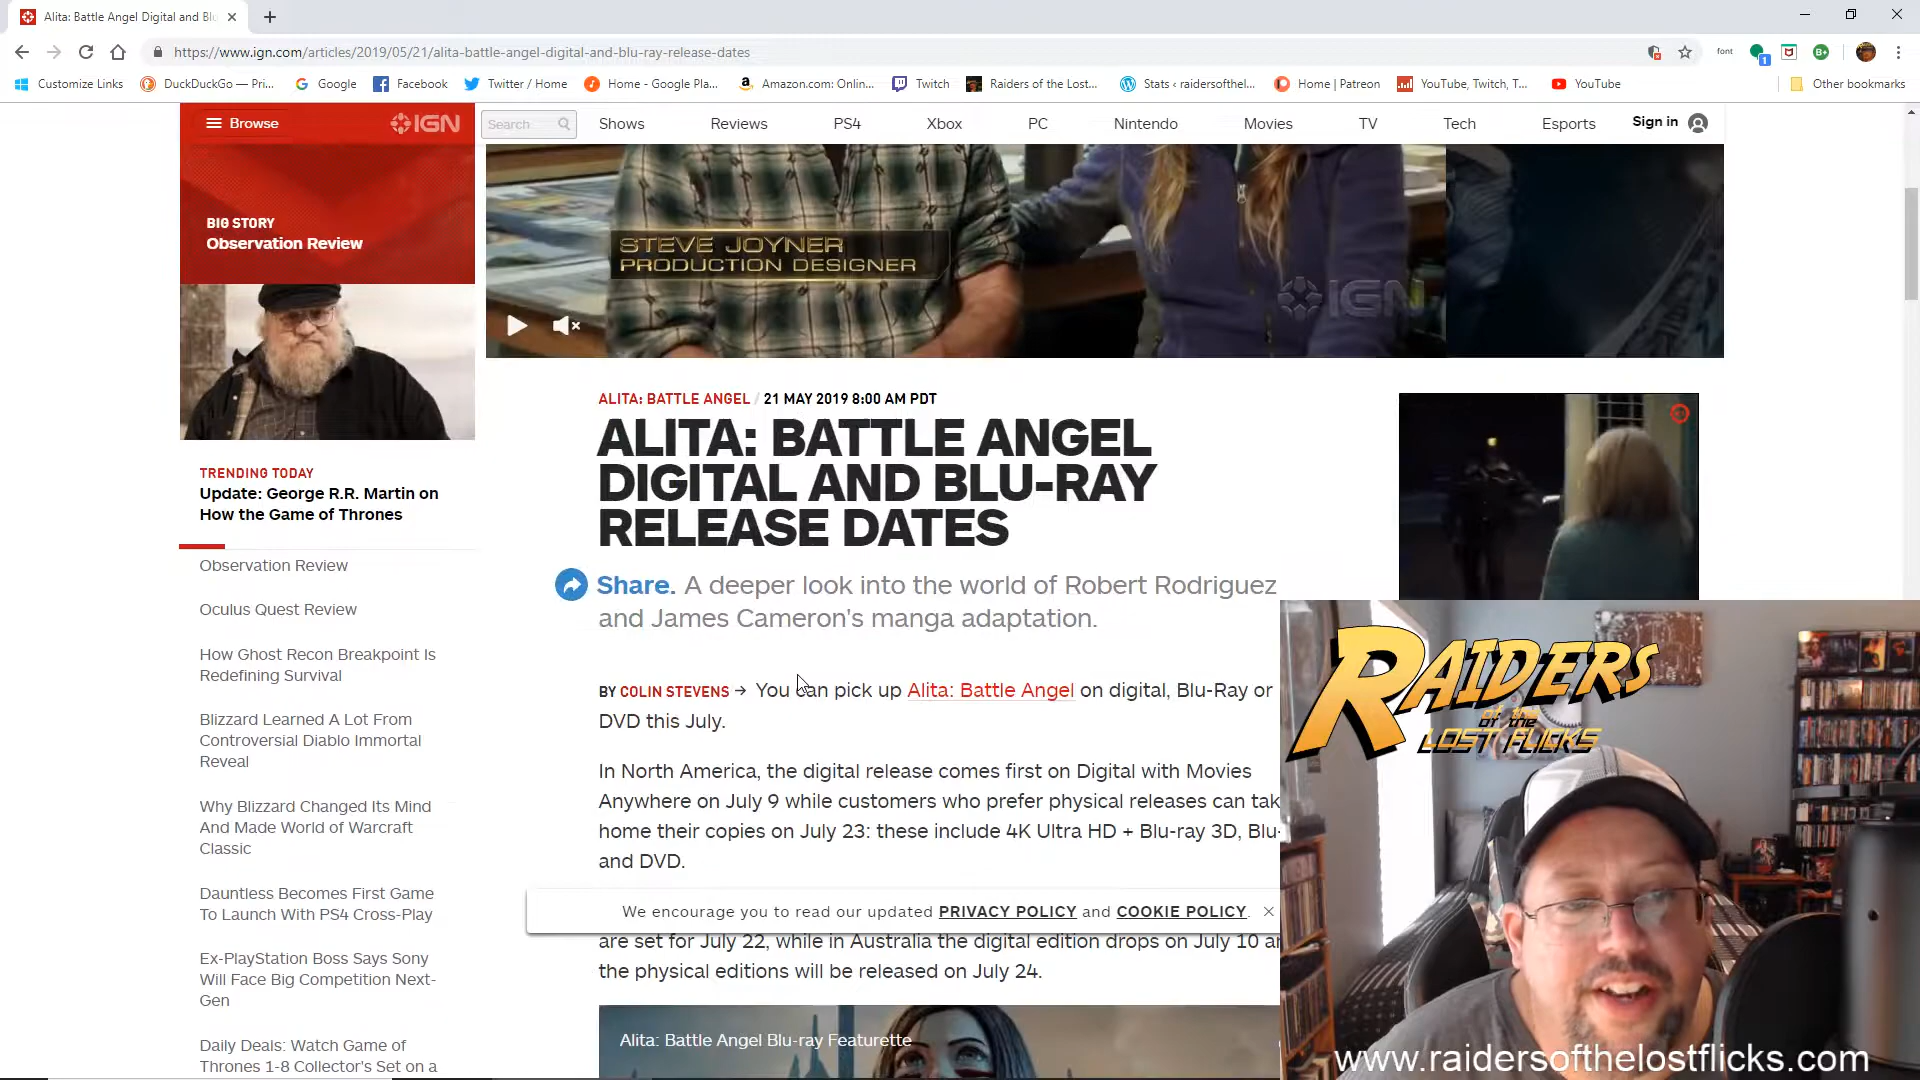 Alita: Battle Angel Digital and Blu
https://www.ign.com/articles/2019/05/21/alita-battle-angel-digital-and-blu-ray-release-dates
font
1
B+
Customize Links
DuckDuckGo — Pri...
Google
Facebook
Twitter / Home
Home - Google Pla...
Amazon.com: Onlin...
Twitch
Raiders of the Lost...
Stats ‹ raidersofthel...
Home | Patreon
YouTube, Twitch, T...
YouTube
Other bookmarks
Browse
IGN
Search
Shows
Reviews
PS4
Xbox
PC
Nintendo
Movies
TV
Tech
Esports
Sign in
BIG STORY
Observation Review
STEVE JOYNER
PRODUCTION DESIGNER
IGN
TRENDING TODAY
Update: George R.R. Martin on
How the Game of Thrones
Observation Review
Oculus Quest Review
How Ghost Recon Breakpoint Is
Redefining Survival
Blizzard Learned A Lot From
Controversial Diablo Immortal
Reveal
Why Blizzard Changed Its Mind
And Made World of Warcraft
Classic
Dauntless Becomes First Game
To Launch With PS4 Cross-Play
Ex-PlayStation Boss Says Sony
Will Face Big Competition Next-
Gen
Daily Deals: Watch Game of
Thrones 1-8 Collector's Set on a
ALITA: BATTLE ANGEL / 21 MAY 2019 8:00 AM PDT
ALITA: BATTLE ANGEL
DIGITAL AND BLU-RAY
RELEASE DATES
Share. A deeper look into the world of Robert Rodriguez
and James Cameron's manga adaptation.
BY COLIN STEVENS → You can pick up Alita: Battle Angel on digital, Blu-Ray or
DVD this July.
In North America, the digital release comes first on Digital with Movies
Anywhere on July 9 while customers who prefer physical releases can tak
home their copies on July 23: these include 4K Ultra HD + Blu-ray 3D, Blu-
and DVD.
We encourage you to read our updated PRIVACY POLICY and COOKIE POLICY.
are set for July 22, while in Australia the digital edition drops on July 10 an
the physical editions will be released on July 24.
Alita: Battle Angel Blu-ray Featurette
RAIDERS
of the
LOST FLICKS
www.raidersofthelostflicks.com